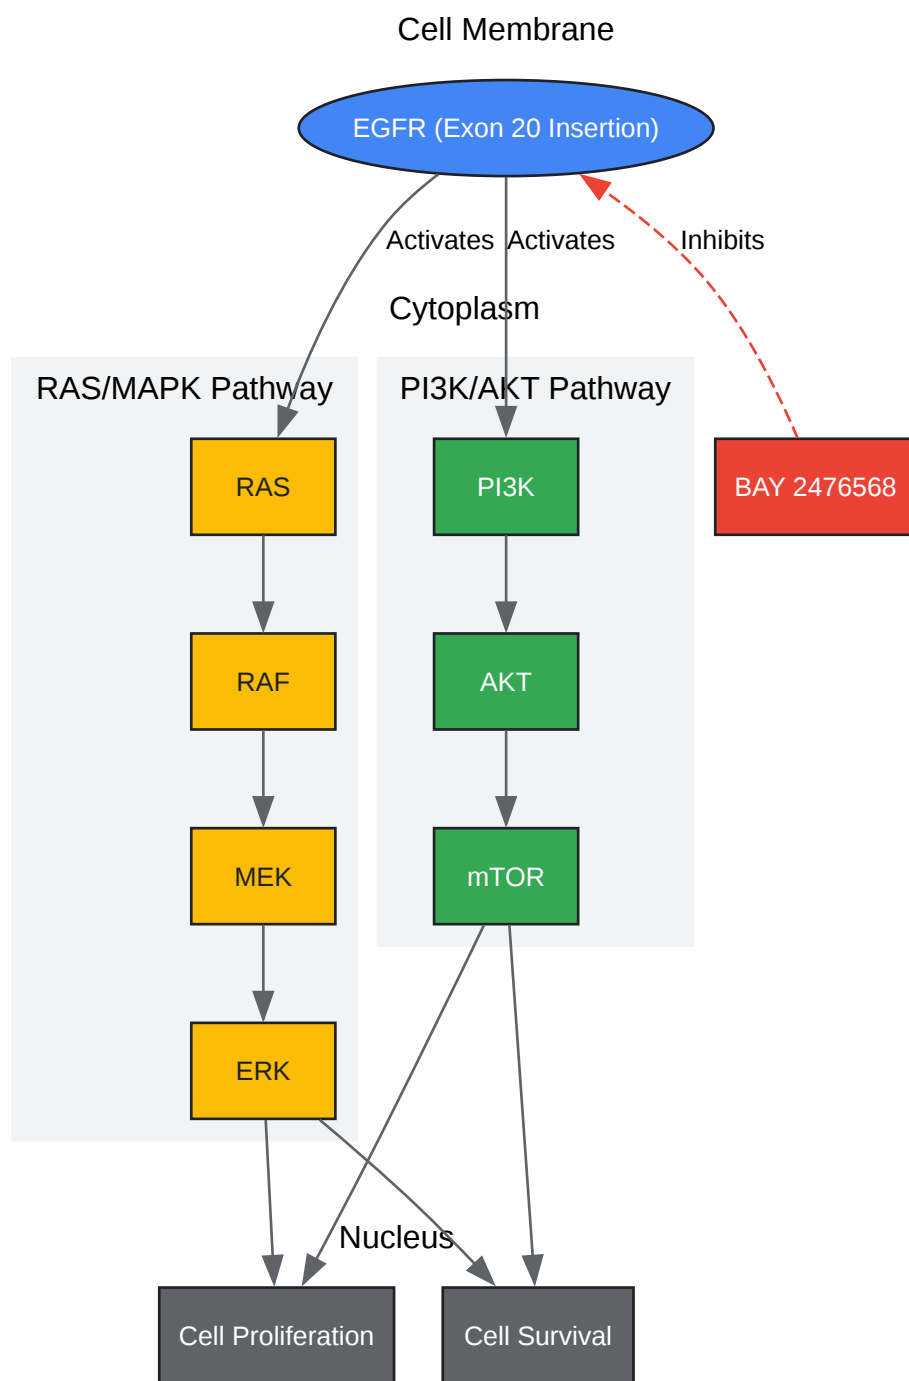 Cell Membrane
EGFR (Exon 20 Insertion)
Activates
Activates
Inhibits
Cytoplasm
RAS/MAPK Pathway
PI3K/AKT Pathway
RAS
PI3K
BAY 2476568
RAF
AKT
MEK
mTOR
ERK
Nucleus
Cell Proliferation
Cell Survival